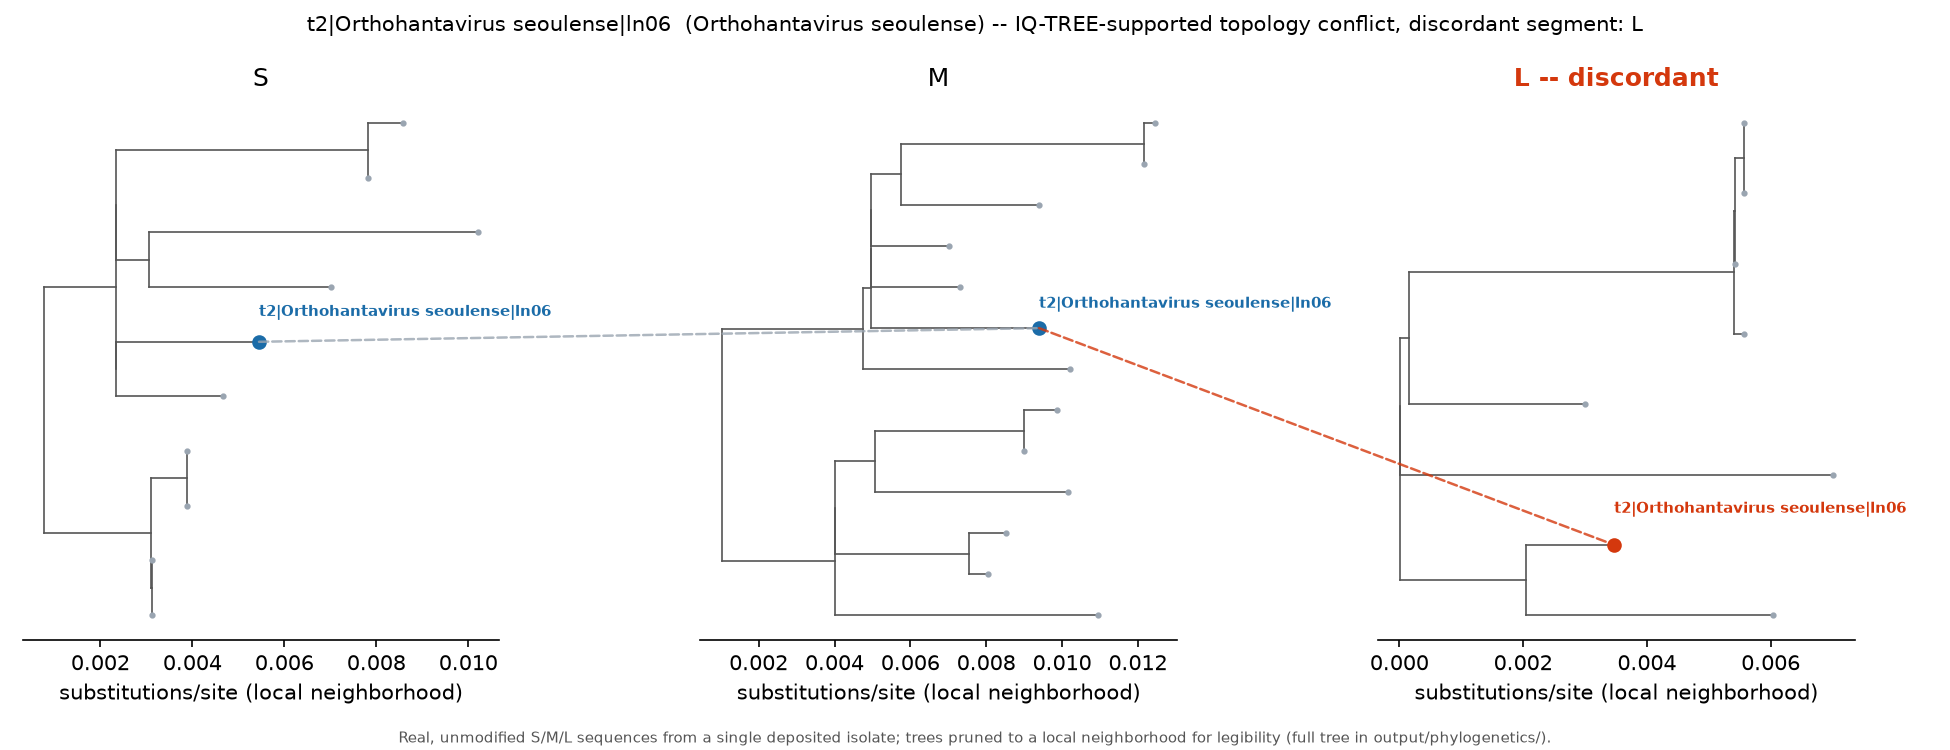 t2|Orthohantavirus seoulense|ln06  (Orthohantavirus seoulense) -- IQ-TREE-supported topology conflict, discordant segment: L
S
M
L -- discordant
t2|Orthohantavirus seoulense|ln06
t2|Orthohantavirus seoulense|ln06
t2|Orthohantavirus seoulense|ln06
0.002 0.004 0.006 0.008 0.010
0.002 0.004 0.006 0.008 0.010 0.012
0.000 0.002 0.004 0.006
substitutions/site (local neighborhood)
substitutions/site (local neighborhood)
substitutions/site (local neighborhood)
Real, unmodified S/M/L sequences from a single deposited isolate; trees pruned to a local neighborhood for legibility (full tree in output/phylogenetics/).